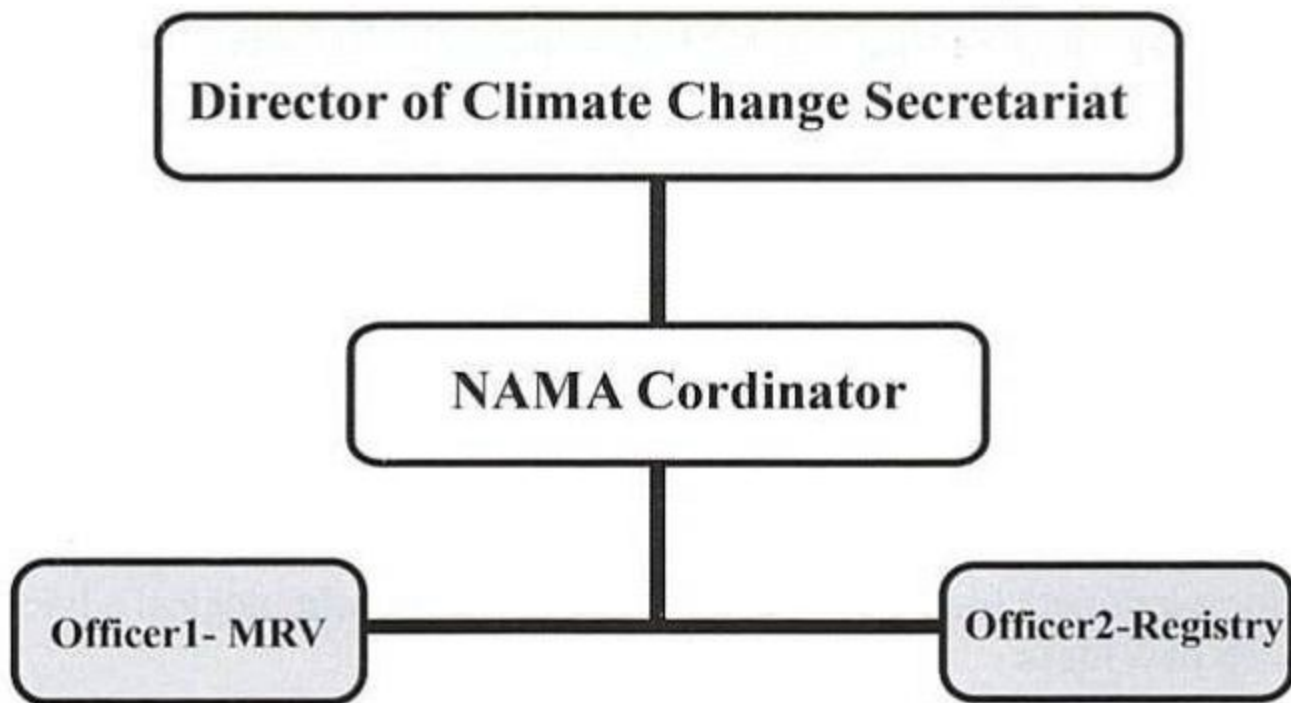 Director of Climate Change Secretariat
NAMA Cordinator
Officer1- MRV
Officer2-Registry